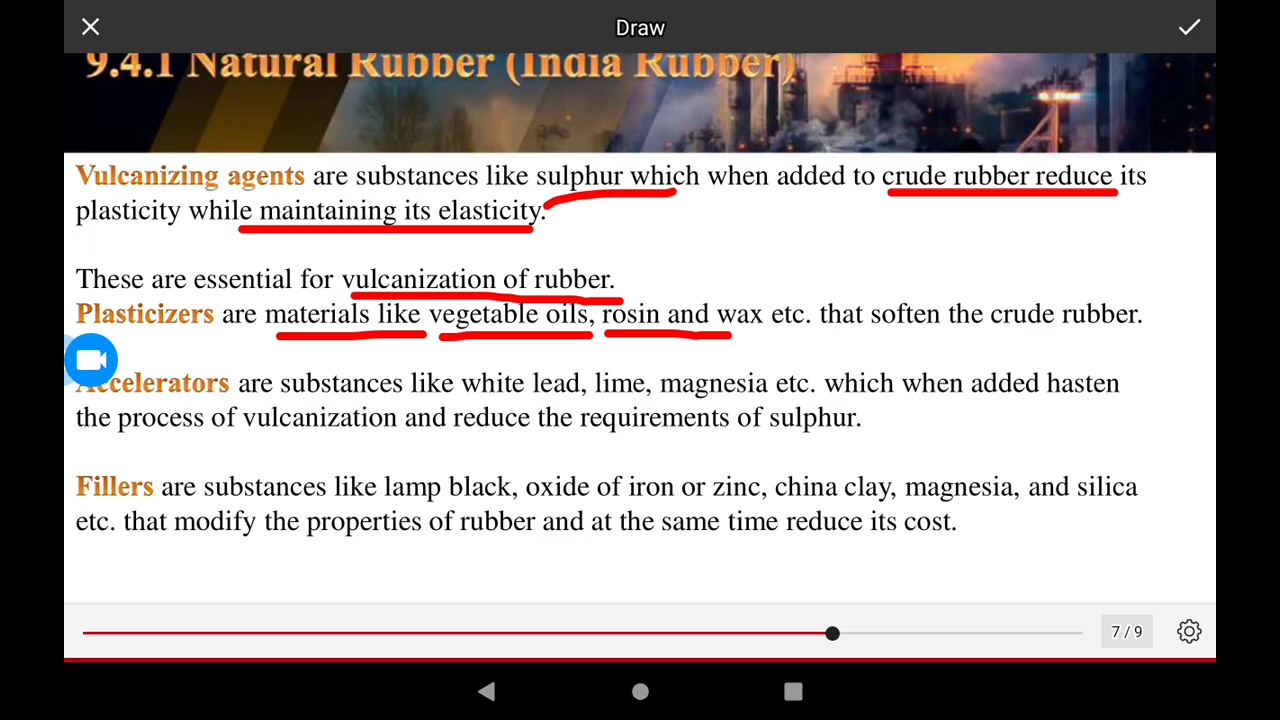 Draw
9.4.1 Natural Rubber (India Rubber)
Vulcanizing agents are substances like sulphur which when added to crude rubber reduce its
plasticity while maintaining its elasticity.
These are essential for vulcanization of rubber.
Plasticizers are materials like vegetable oils, rosin and wax etc. that soften the crude rubber.
Accelerators are substances like white lead, lime, magnesia etc. which when added hasten
the process of vulcanization and reduce the requirements of sulphur.
Fillers are substances like lamp black, oxide of iron or zinc, china clay, magnesia, and silica
etc. that modify the properties of rubber and at the same time reduce its cost.
7 / 9